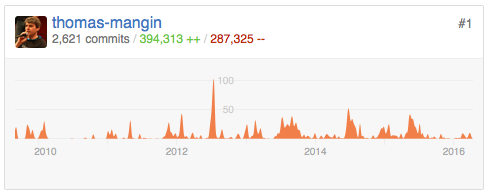 thomas-mangin #1
2,621 commits / 394,313 ++ / 287,325 --
100
50
2010 2012 2014 2016